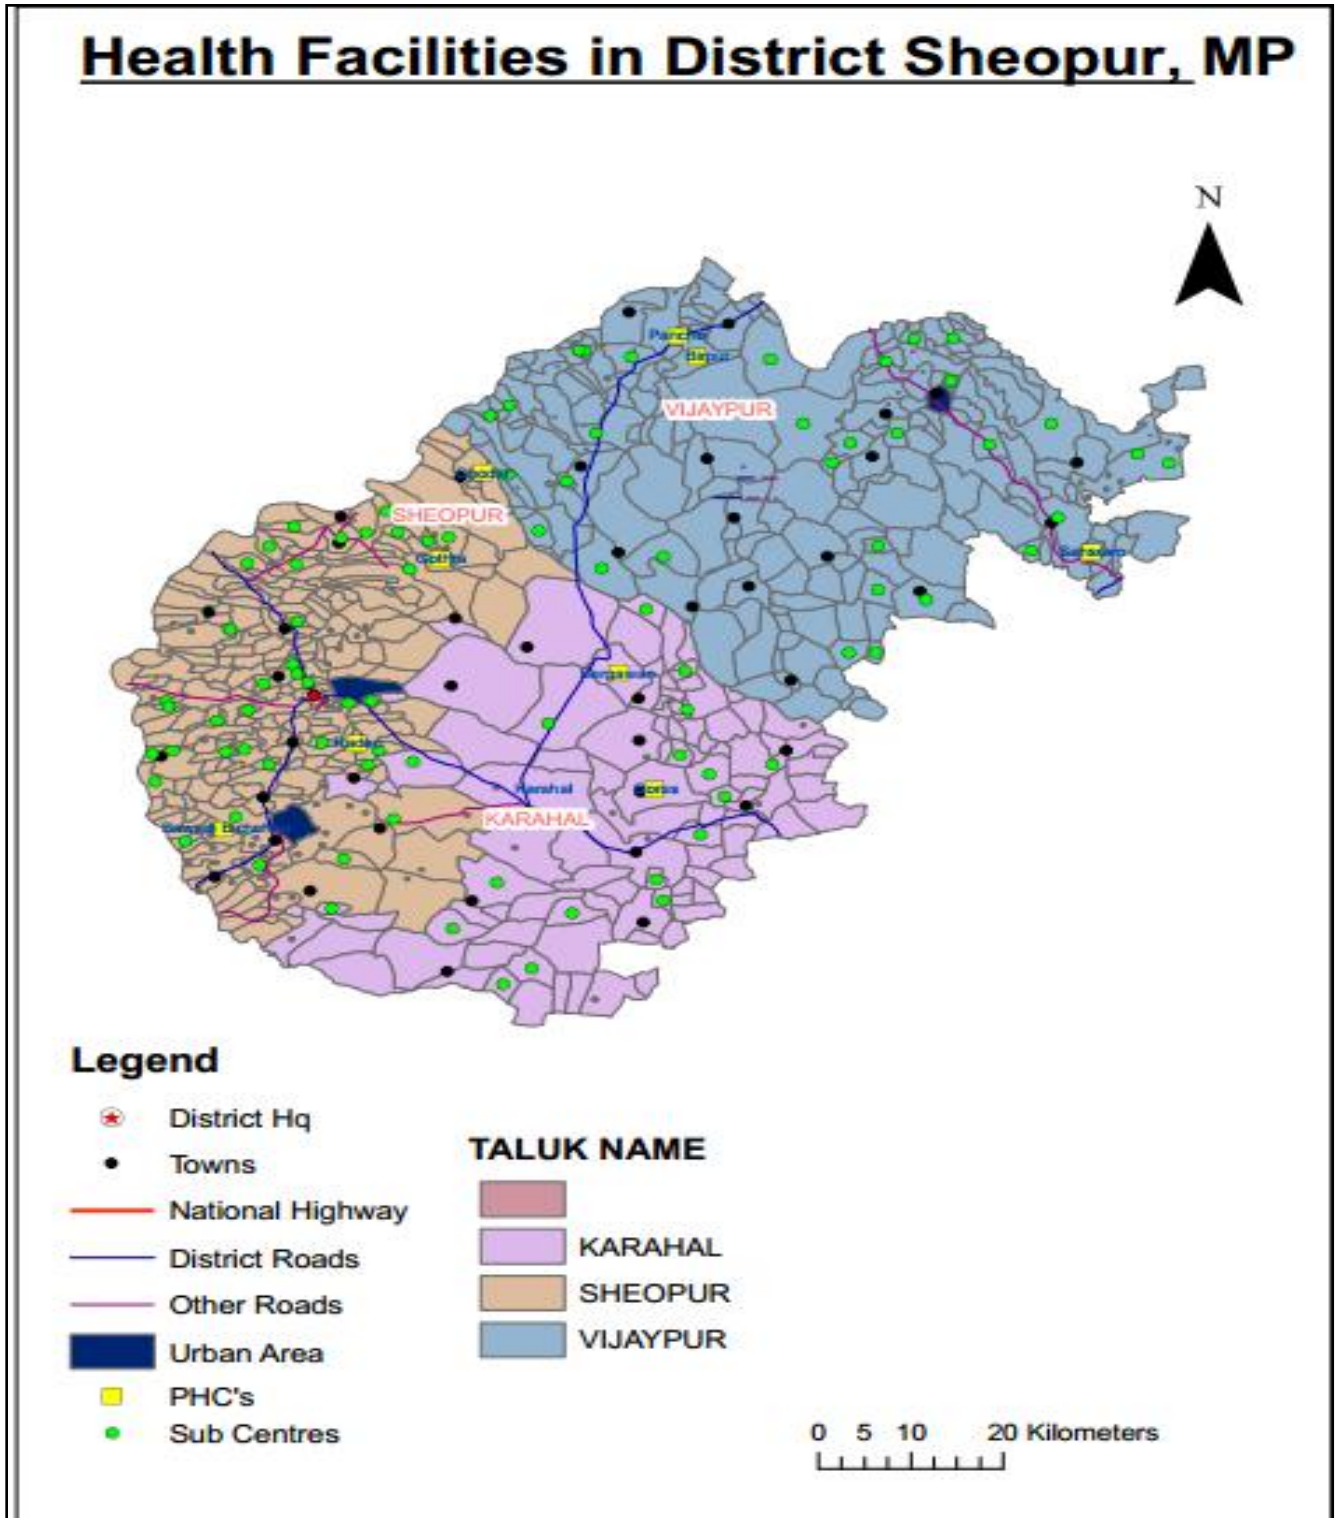 Health Facilities in District Sheopur, MP
N
Birpur
VIJAYPUR
SHEOPUR
Karahal
KARAHAL
Legend
District Hq
Towns
National Highway
District Roads
Other Roads
Urban Area
PHC's
Sub Centres
TALUK NAME
KARAHAL
SHEOPUR
VIJAYPUR
0 5 10 20 Kilometers